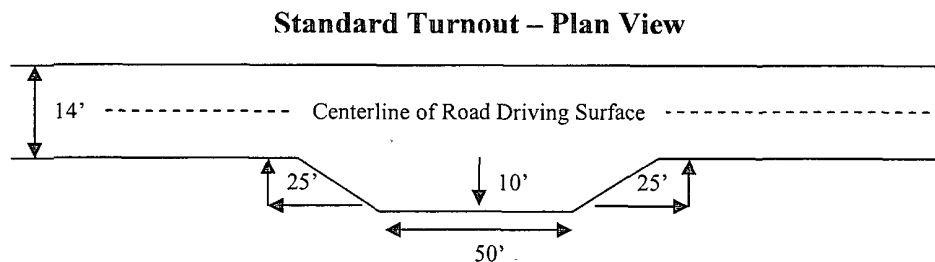 Standard Turnout – Plan View
14’
Centerline of Road Driving Surface
25’
10’
25’
50’